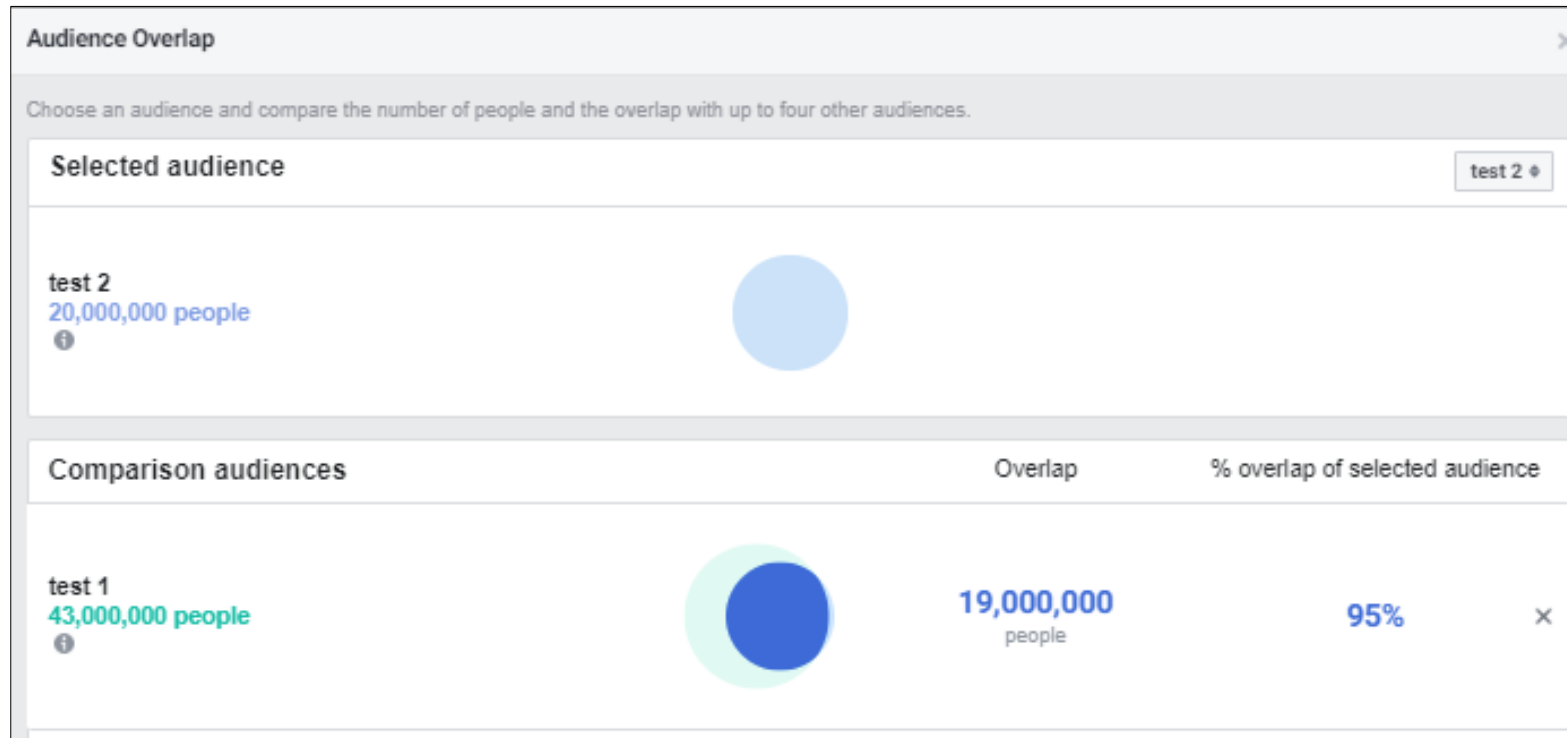 Audience Overlap
Choose an audience and compare the number of people and the overlap with up to four other audiences.
Selected audience
test 2
test 2
20,000,000 people
Comparison audiences
Overlap
% overlap of selected audience
test 1
43,000,000 people
19,000,000
people
95%